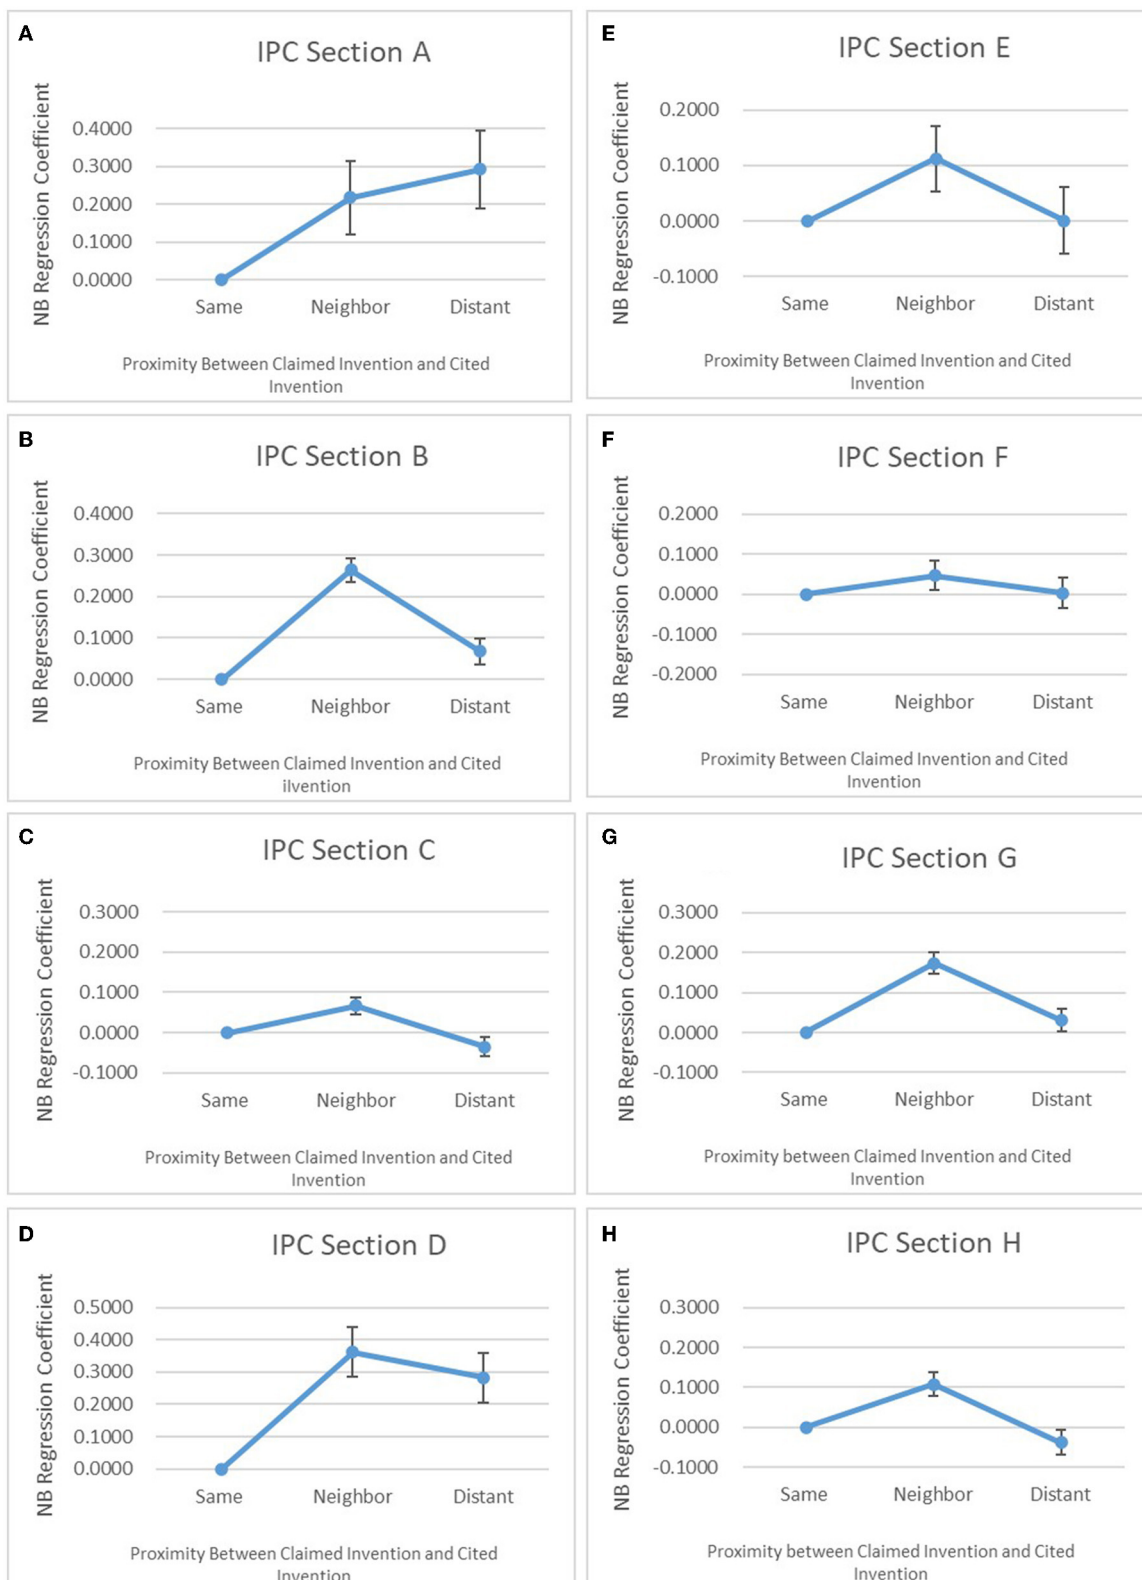 A
IPC Section A
NB Regression Coefficient
0.4000
0.3000
0.2000
0.1000
0.0000
Same Neighbor Distant
Proximity Between Claimed Invention and Cited
Invention
B
IPC Section B
NB Regression Coefficient
0.4000
0.3000
0.2000
0.1000
0.0000
Same Neighbor Distant
Proximity Between Claimed Invention and Cited
ilvention
C
IPC Section C
NB Regression Coefficient
0.3000
0.2000
0.1000
0.0000
-0.1000
Same Neighbor Distant
Proximity Between Claimed Invention and Cited
Invention
D
IPC Section D
NB Regression Coefficient
0.5000
0.4000
0.3000
0.2000
0.1000
0.0000
Same Neighbor Distant
Proximity Between Claimed Invention and Cited
Invention
E
IPC Section E
NB Regression Coefficient
0.2000
0.1000
0.0000
-0.1000
Same Neighbor Distant
Proximity Between Claimed Invention and Cited
Invention
F
IPC Section F
NB Regression Coefficient
0.2000
0.1000
0.0000
-0.1000
-0.2000
Same Neighbor Distant
Proximity Between Claimed Invention and Cited
Invention
G
IPC Section G
NB Regression Coefficient
0.3000
0.2000
0.1000
0.0000
-0.1000
Same Neighbor Distant
Proximity between Claimed Invention and Cited
Invention
H
IPC Section H
NB Regression Coefficient
0.3000
0.2000
0.1000
0.0000
-0.1000
Same Neighbor Distant
Proximity between Claimed Invention and Cited
Invention